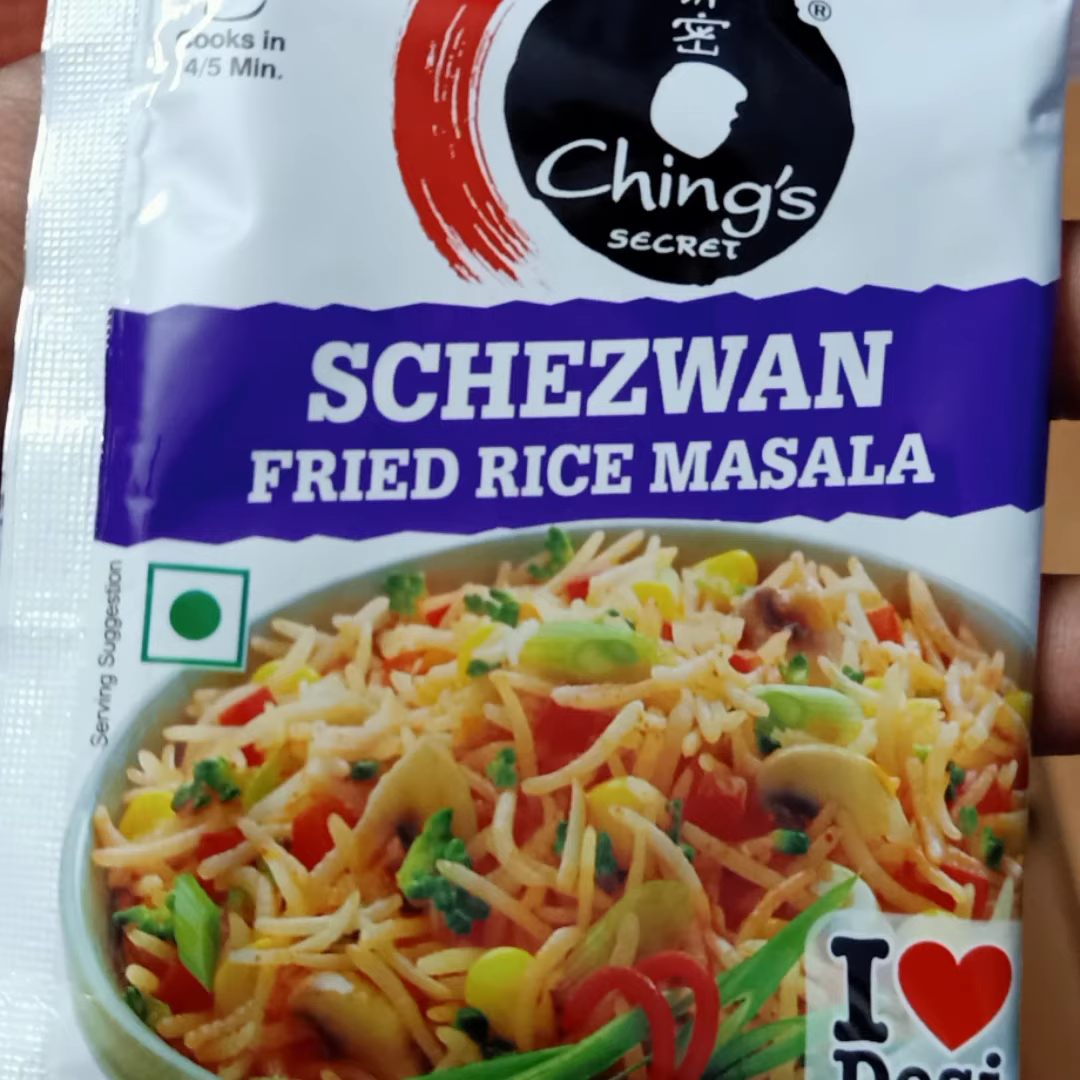 Cooks in
4/5 Min.
®
Ching's
SECRET
SCHEZWAN
FRIED RICE MASALA
Serving Suggestion
I
Desi